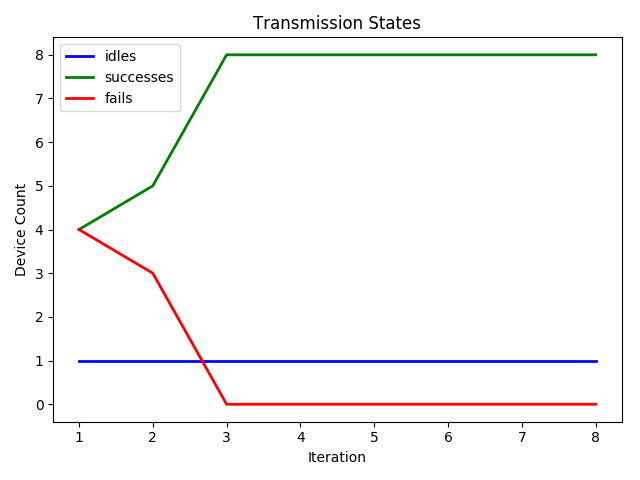 Transmission States
idles
successes
fails
Device Count
8
7
6
5
4
3
2
1
0
1 2 3 4 5 6 7 8
Iteration